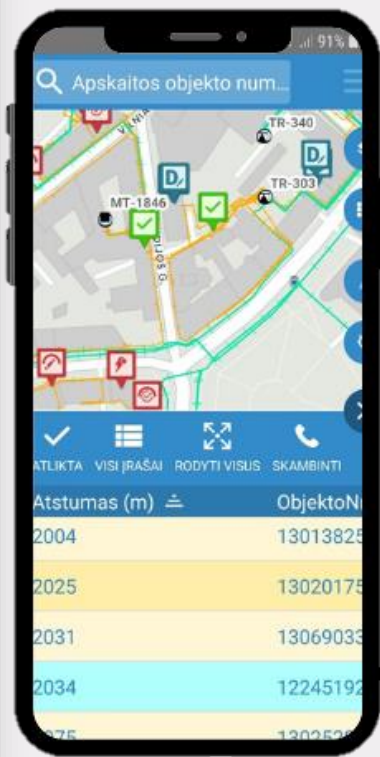 91%
Apskaitos objekto num...
TR-340
D
D
TR-303
MT-1846
ATLIKTA VISI ĮRAŠAI RODYTI VISUS SKAMBINTI
Atstumas (m) ObjektoN
2004 13013825
2025 1302017
2031 13069033
2034 12245192